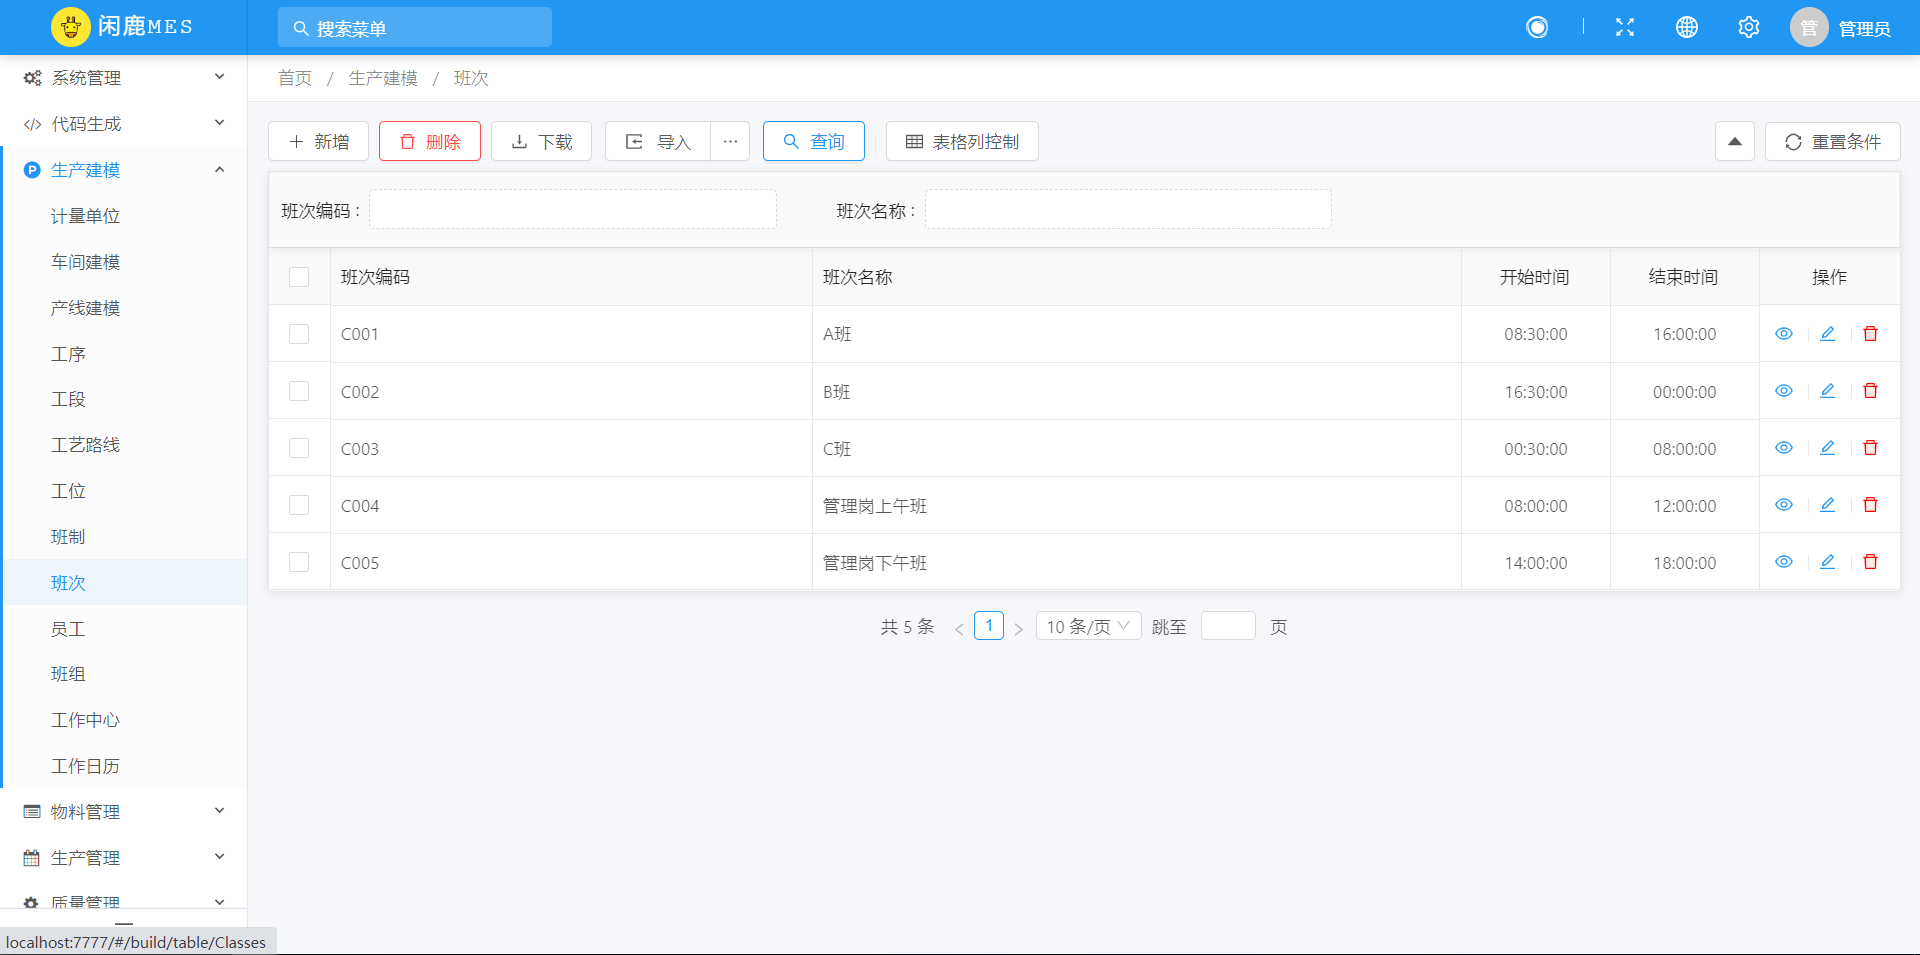 闲鹿MES
搜索菜单
管 管理员
系统管理
代码生成
生产建模
计量单位
车间建模
产线建模
工序
工段
工艺路线
工位
班制
班次
员工
班组
工作中心
工作日历
物料管理
生产管理
质量管理
localhost:7777/#/build/table/Classes
首页 / 生产建模 / 班次
新增 删除 下载 导入 ··· 查询 表格列控制 重置条件
班次编码 : 班次名称 :
班次编码 班次名称 开始时间 结束时间 操作
C001 A班 08:30:00 16:00:00
C002 B班 16:30:00 00:00:00
C003 C班 00:30:00 08:00:00
C004 管理岗上午班 08:00:00 12:00:00
C005 管理岗下午班 14:00:00 18:00:00
共 5 条 < 1 > 10 条/页 跳至 页